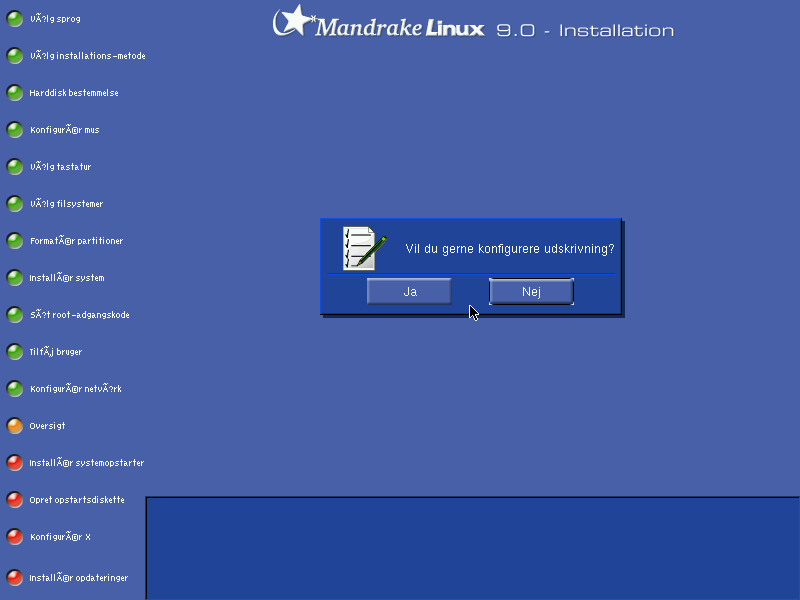 MandrakeLinux 9.0 - Installation
VÃ?lg sprog
VÃ?lg installations-metode
Harddisk bestemmelse
KonfigurÃ©r mus
VÃ?lg tastatur
VÃ?lg filsystemer
FormatÃ©r partitioner
InstallÃ©r system
SÃ?t root-adgangskode
TilfÃ¸j bruger
KonfigurÃ©r netvÃ?rk
Oversigt
InstallÃ©r systemopstarter
Opret opstartsdiskette
KonfigurÃ©r X
InstallÃ©r opdateringer
Vil du gerne konfigurere udskrivning?
Ja
Nej